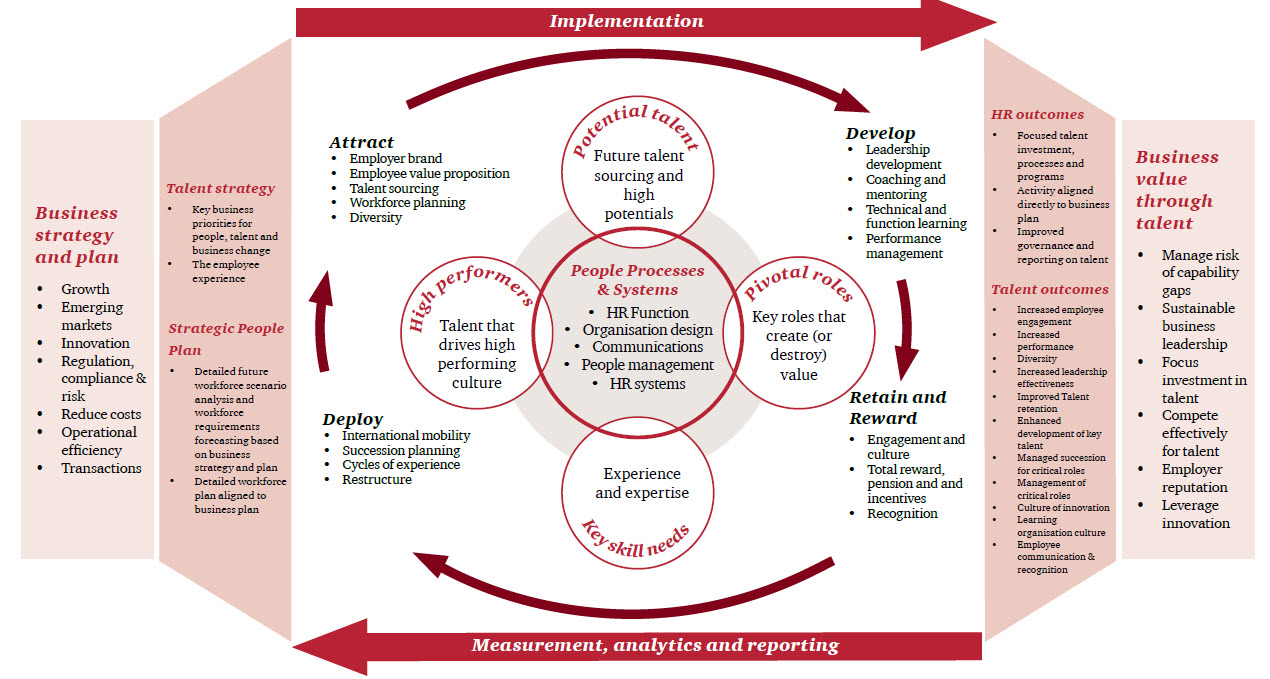 Implementation
Business
strategy
and plan
• Growth
• Emerging
markets
• Innovation
• Regulation,
compliance &
risk
• Reduce costs
• Operational
efficiency
• Transactions
Talent strategy
• Key business
priorities for
people, talent and
business change
• The employee
experience
Strategic People
Plan
• Detailed future
workforce scenario
analysis and
workforce
requirements
forecasting based
on business
strategy and plan
• Detailed workforce
plan aligned to
business plan
Attract
• Employer brand
• Employee value proposition
• Talent sourcing
• Workforce planning
• Diversity
Potential talent
Future talent
sourcing and
high
potentials
Develop
• Leadership
development
• Coaching and
mentoring
• Technical and
function learning
• Performance
management
High performers
Talent that
drives high
performing
culture
People Processes
& Systems
• HR Function
• Organisation design
• Communications
• People management
• HR systems
Pivotal roles
Key roles that
create (or
destroy)
value
Deploy
• International mobility
• Succession planning
• Cycles of experience
• Restructure
Experience
and expertise
Key skill needs
Retain and
Reward
• Engagement and
culture
• Total reward,
pension and and
incentives
• Recognition
HR outcomes
• Focused talent
investment,
processes and
programs
• Activity aligned
directly to business
plan
• Improved
governance and
reporting on talent
Talent outcomes
• Increased employee
engagement
• Increased
performance
• Diversity
• Increased leadership
effectiveness
• Improved Talent
retention
• Enhanced
development of key
talent
• Managed succession
for critical roles
• Management of
critical roles
• Culture of innovation
• Learning
organisation culture
• Employee
communication &
recognition
Business
value
through
talent
• Manage risk
of capability
gaps
• Sustainable
business
leadership
• Focus
investment in
talent
• Compete
effectively
for talent
• Employer
reputation
• Leverage
innovation
Measurement, analytics and reporting